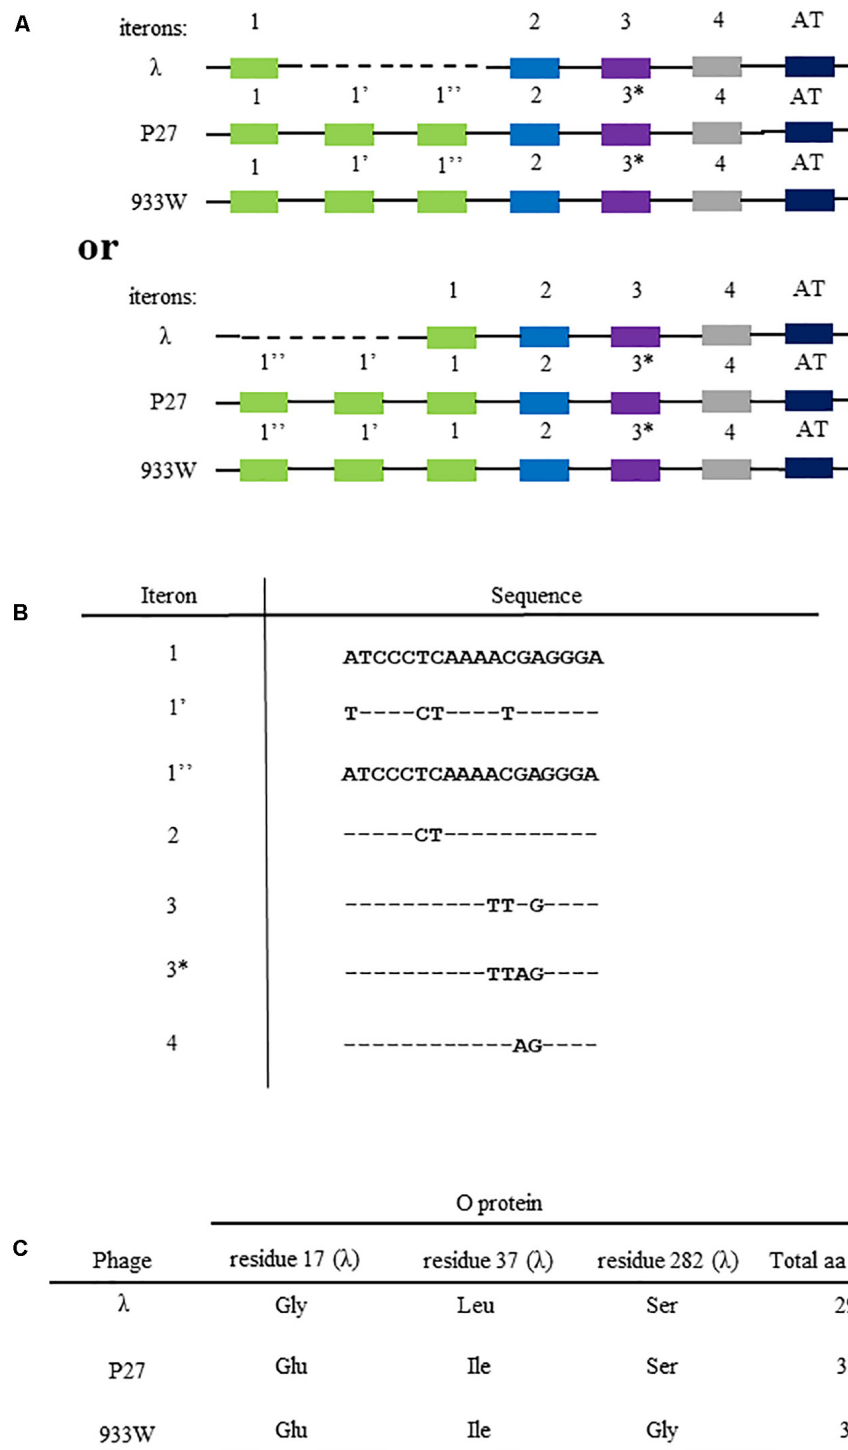 A
iterons: 1 2 3 4 AT
λ
1 1’ 1’’ 2 3* 4 AT
P27
1 1’ 1’’ 2 3* 4 AT
933W
or
iterons: 1 2 3 4 AT
λ
1’’ 1’ 1 2 3* 4 AT
P27
1’’ 1’ 1 2 3* 4 AT
933W
B
Iteron Sequence
1 ATCCCTCAAAACGAGGGA
1’ T----CT----T------
1’’ ATCCCTCAAAACGAGGGA
2 -----CT-----------
3 ----------TT-G----
3* ----------TTAG----
4 ------------AG----
O protein
C
Phage residue 17 (λ) residue 37 (λ) residue 282 (λ) Total aa
λ Gly Leu Ser
P27 Glu Ile Ser 3
933W Glu Ile Gly 3